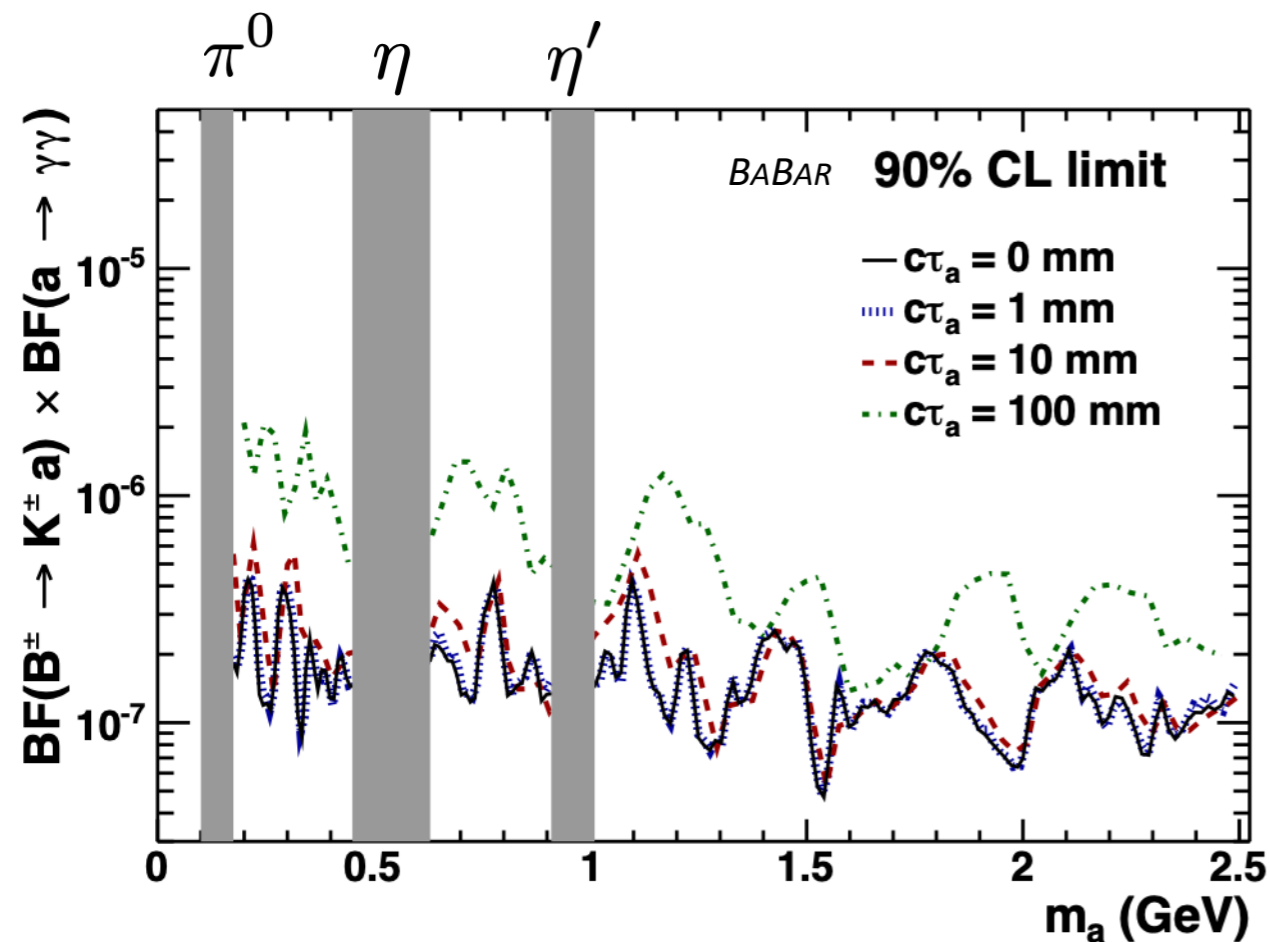 π⁰ η η′
BF(B± → K± a) × BF(a → γγ)
BABAR 90% CL limit
cτₐ = 0 mm
cτₐ = 1 mm
cτₐ = 10 mm
cτₐ = 100 mm
10⁻⁵
10⁻⁶
10⁻⁷
0 0.5 1 1.5 2 2.5
mₐ (GeV)